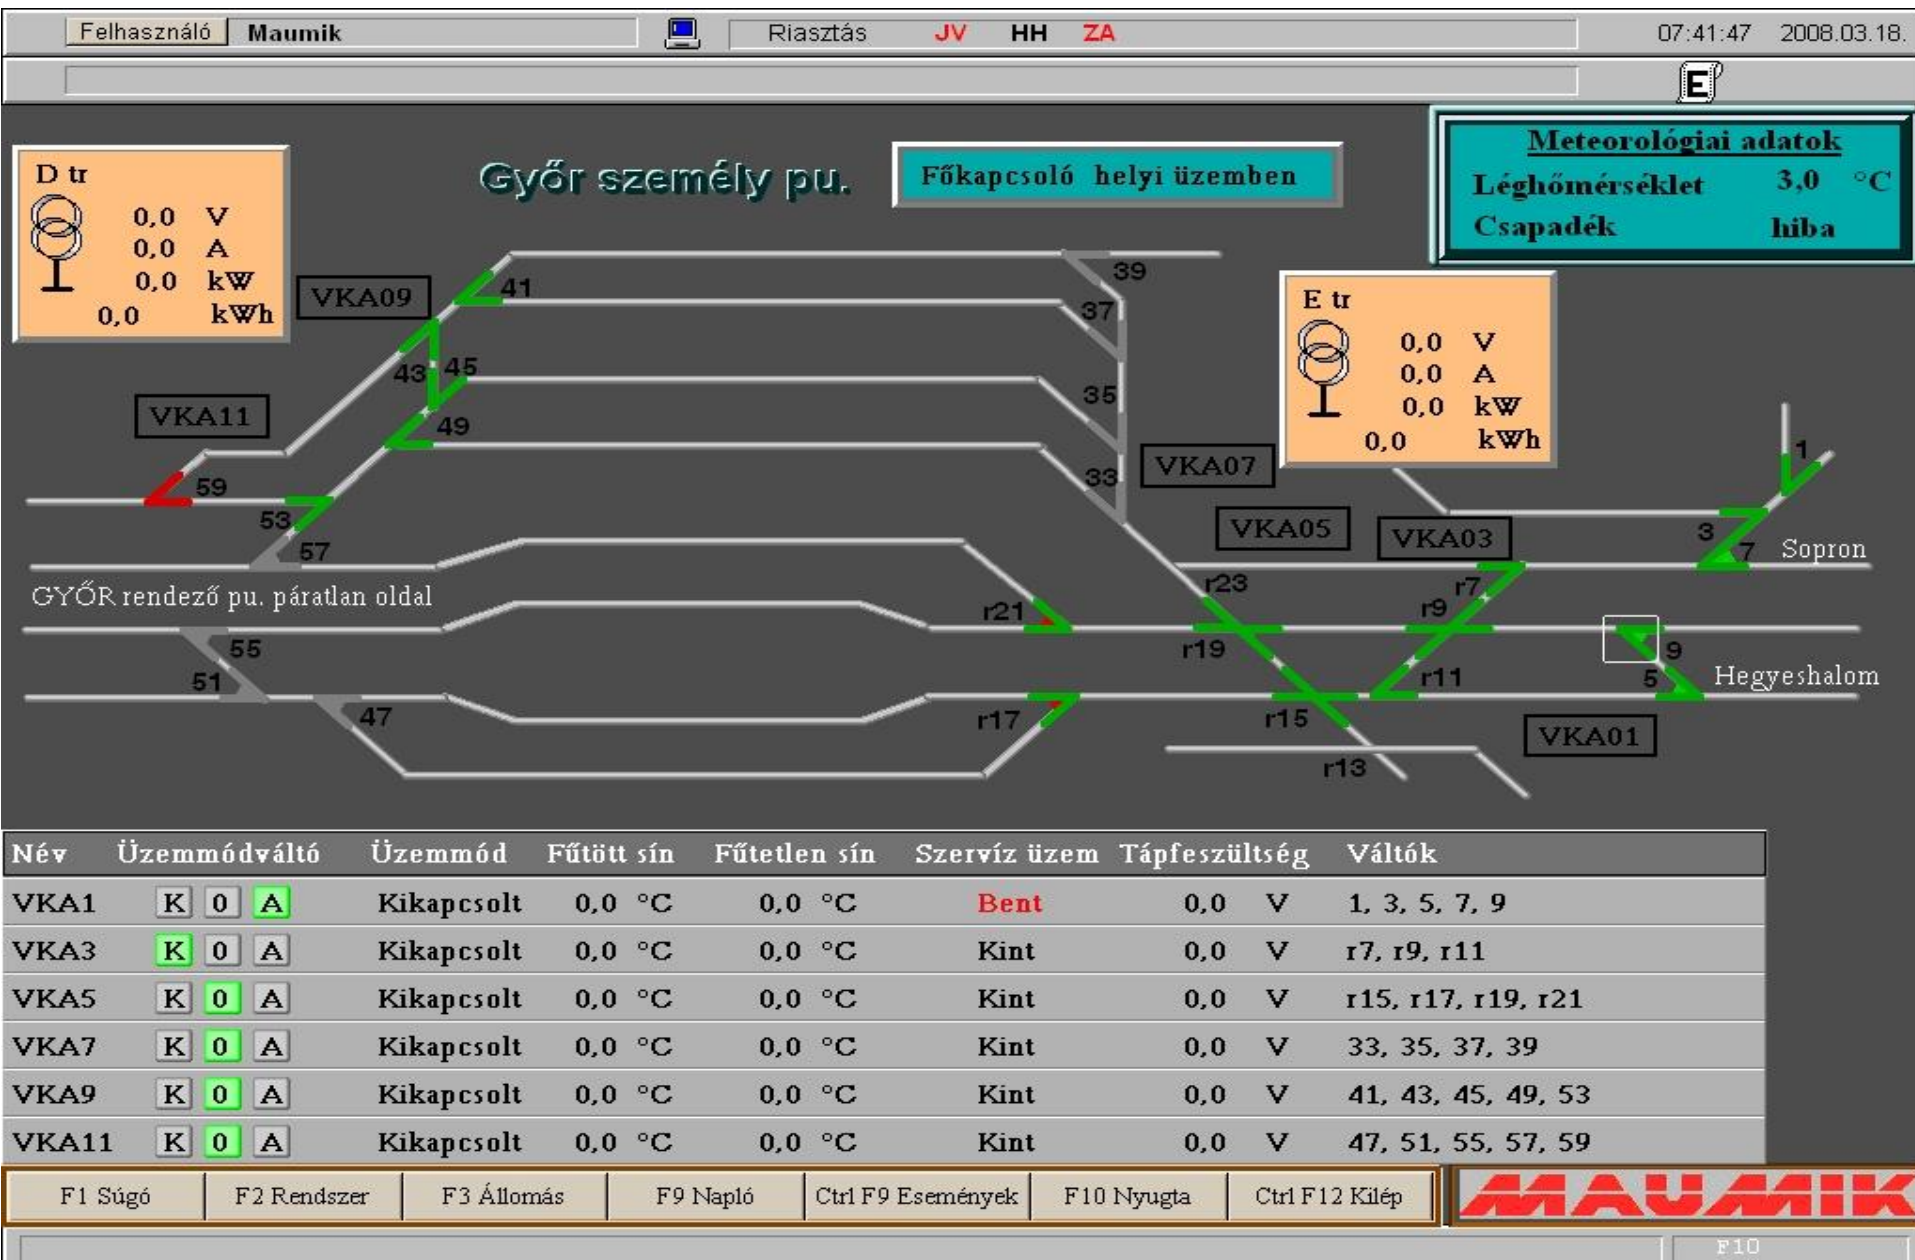 Felhasználó Maumik Riasztás JV HH ZA 07:41:47 2008.03.18.
E
Meteorológiai adatok
Léghőmérséklet 3,0 °C
Csapadék hiba
Győr személy pu.
Főkapcsoló helyi üzemben
D tr
0,0 V
0,0 A
0,0 kW
0,0 kWh
E tr
0,0 V
0,0 A
0,0 kW
0,0 kWh
VKA09
41
39
37
43 45
35
VKA11
49
1
VKA07
59
33
53
VKA05
VKA03
3
57
7
Sopron
GYŐR rendező pu. páratlan oldal
r23
r7
r21
r9
55
r19
9
51
r11
5
Hegyeshalom
47
r17
r15
VKA01
r13
Név Üzemmódváltó Üzemmód Fűtött sín Fűtetlen sín Szervíz üzem Tápfeszültség Váltók
VKA1 K 0 A Kikapcsolt 0,0 °C 0,0 °C Bent 0,0 V 1, 3, 5, 7, 9
VKA3 K 0 A Kikapcsolt 0,0 °C 0,0 °C Kint 0,0 V r7, r9, r11
VKA5 K 0 A Kikapcsolt 0,0 °C 0,0 °C Kint 0,0 V r15, r17, r19, r21
VKA7 K 0 A Kikapcsolt 0,0 °C 0,0 °C Kint 0,0 V 33, 35, 37, 39
VKA9 K 0 A Kikapcsolt 0,0 °C 0,0 °C Kint 0,0 V 41, 43, 45, 49, 53
VKA11 K 0 A Kikapcsolt 0,0 °C 0,0 °C Kint 0,0 V 47, 51, 55, 57, 59
F1 Súgó F2 Rendszer F3 Állomás F9 Napló Ctrl F9 Események F10 Nyugta Ctrl F12 Kilép MAUMIK
F10